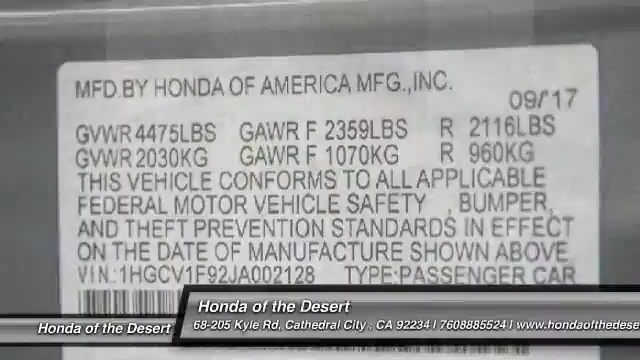 MFD.BY HONDA OF AMERICA MFG.,INC.
09/17
GVWR 4475LBS GAWR F 2359LBS R 2116LBS
GVWR 2030KG GAWR F 1070KG R 960KG
THIS VEHICLE CONFORMS TO ALL APPLICABLE
FEDERAL MOTOR VEHICLE SAFETY , BUMPER,
AND THEFT PREVENTION STANDARDS IN EFFECT
ON THE DATE OF MANUFACTURE SHOWN ABOVE
VIN:1HGCV1F92JA002128 TYPE:PASSENGER CAR
Honda of the Desert
68-205 Kyle Rd, Cathedral City , CA 92234 | 7608885524 | www.hondaofthedese
Honda of the Desert